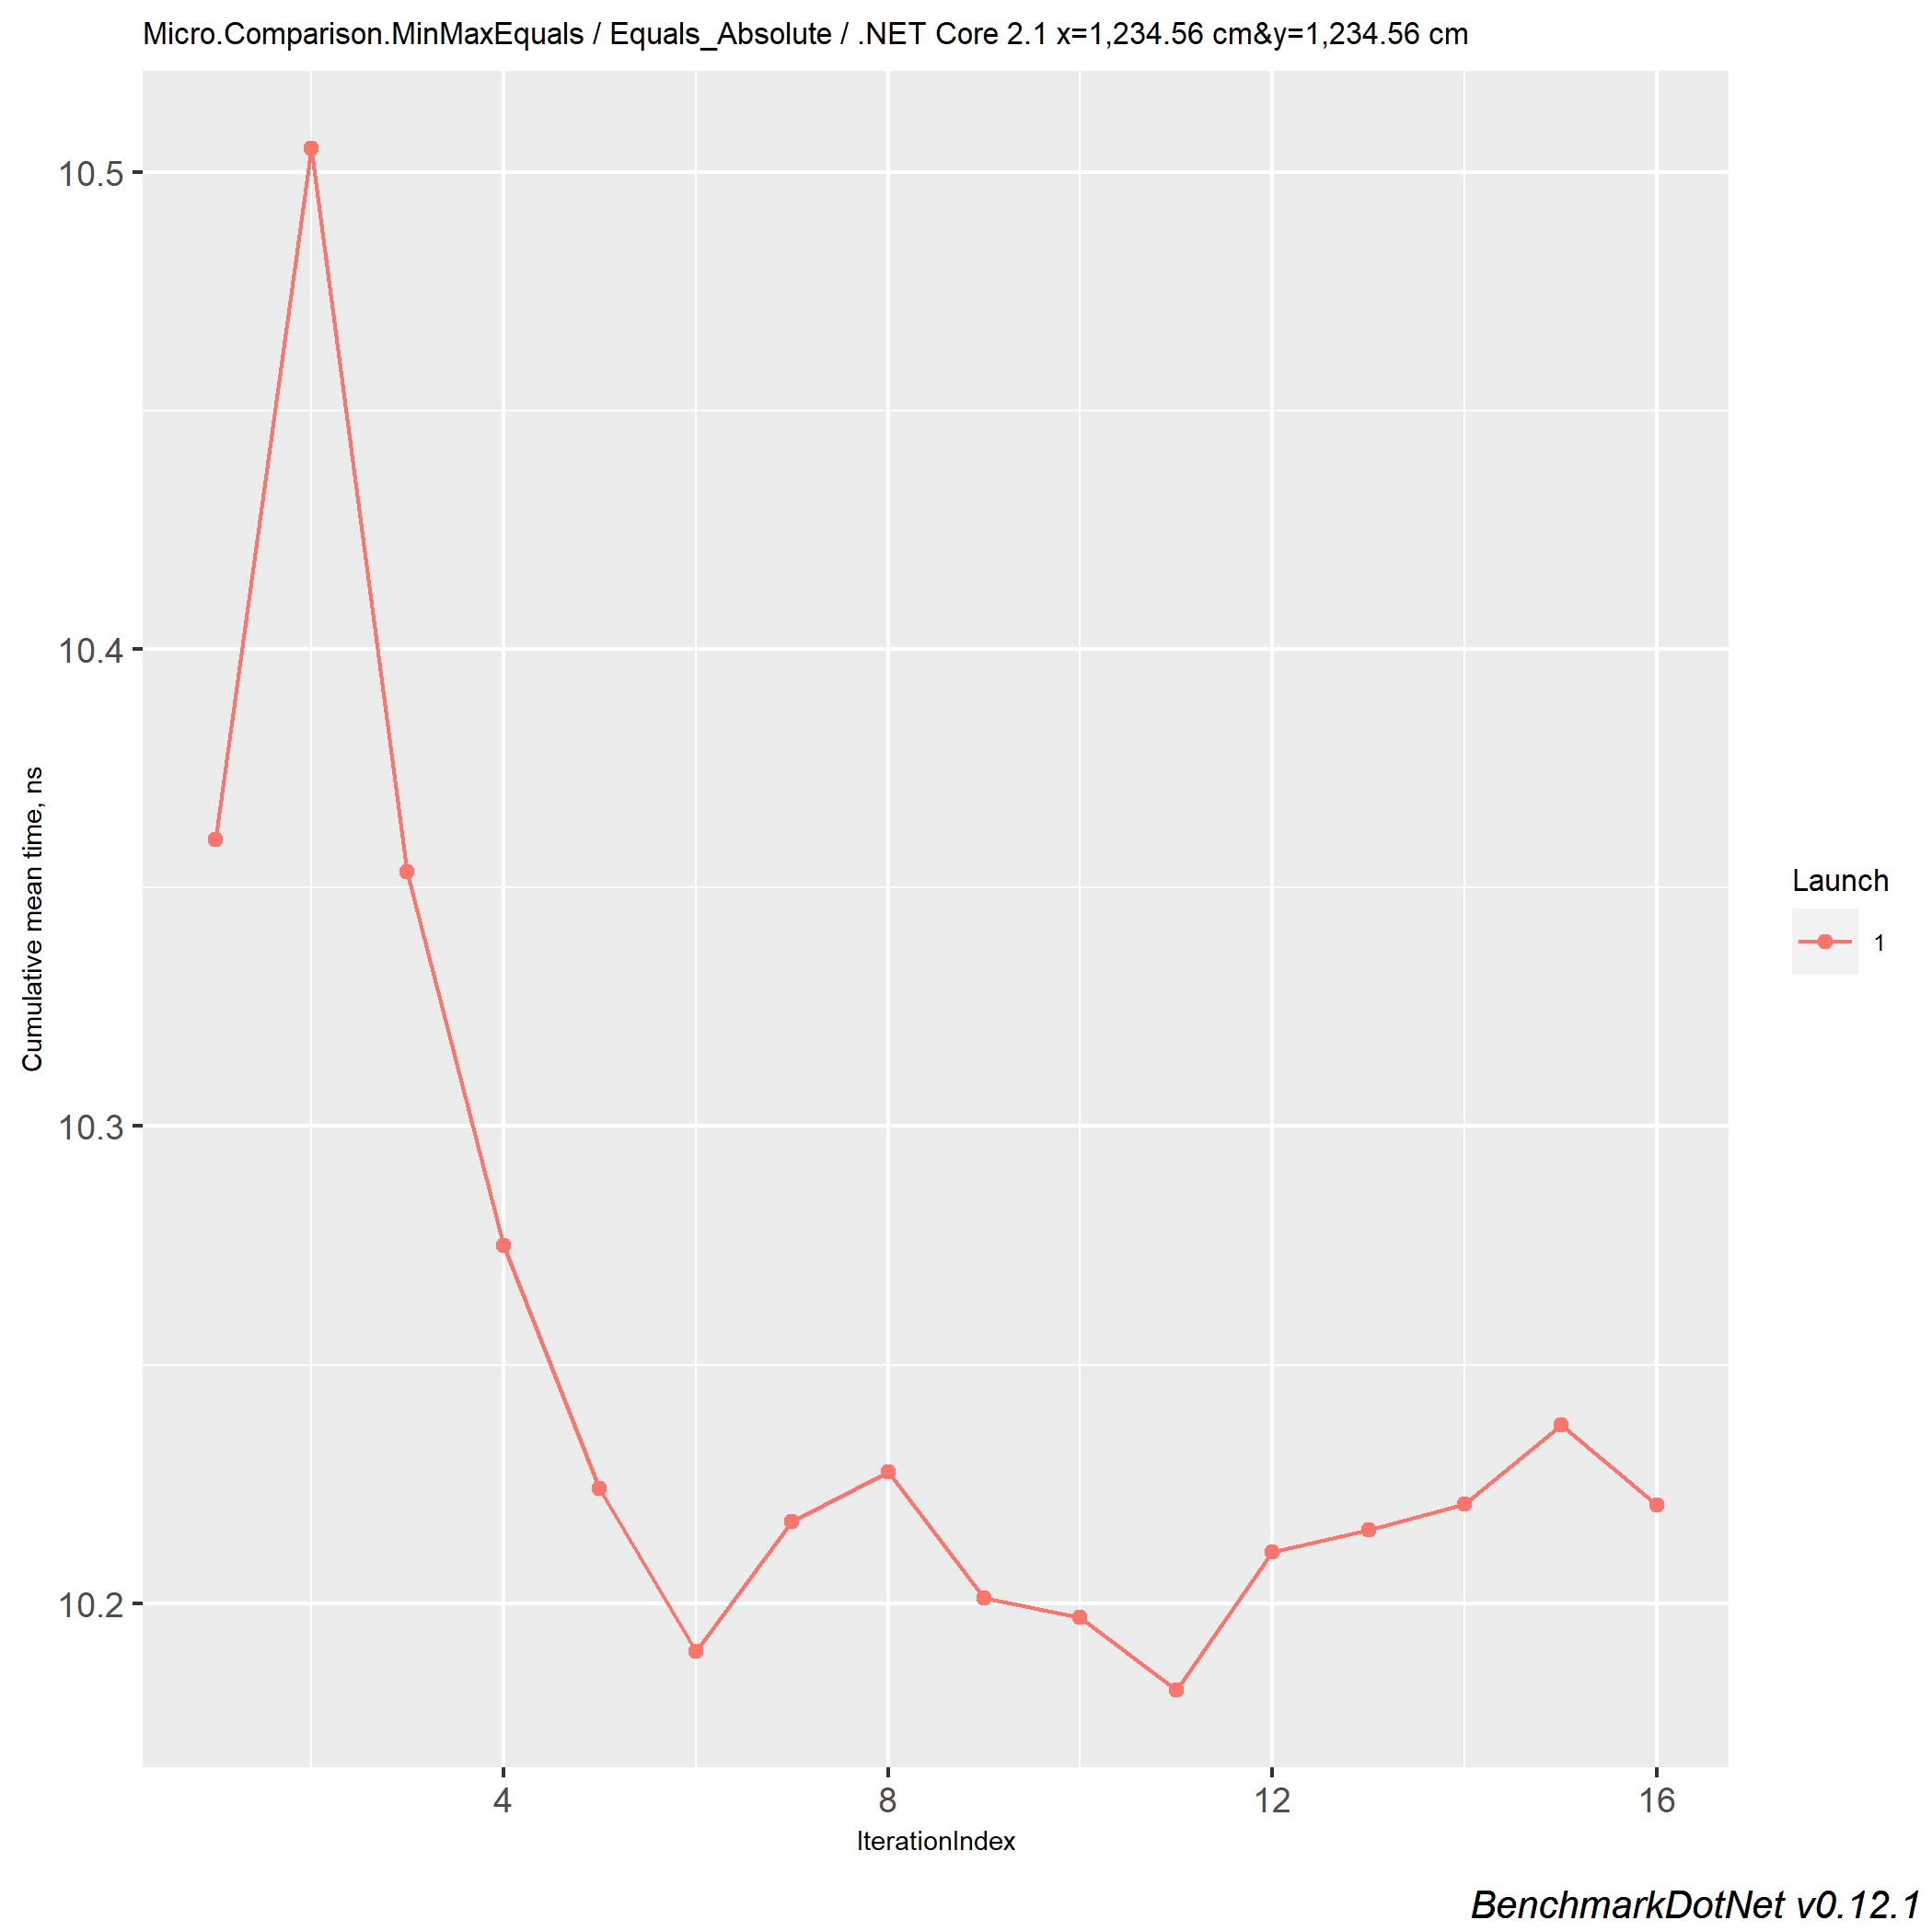 Micro.Comparison.MinMaxEquals / Equals_Absolute / .NET Core 2.1 x=1,234.56 cm&y=1,234.56 cm
10.5
10.4
10.3
10.2
Cumulative mean time, ns
4
8
12
16
IterationIndex
Launch
1
BenchmarkDotNet v0.12.1